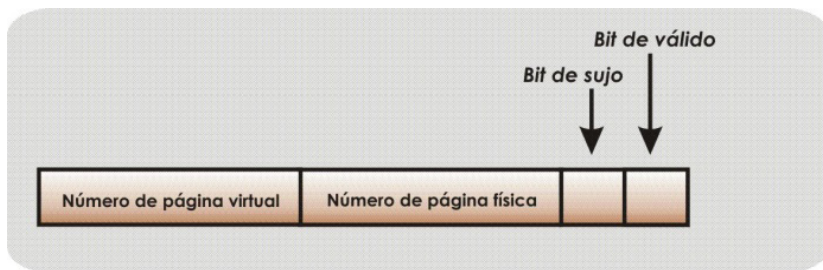 Bit de válido
Bit de sujo
Número de página virtual
Número de página física